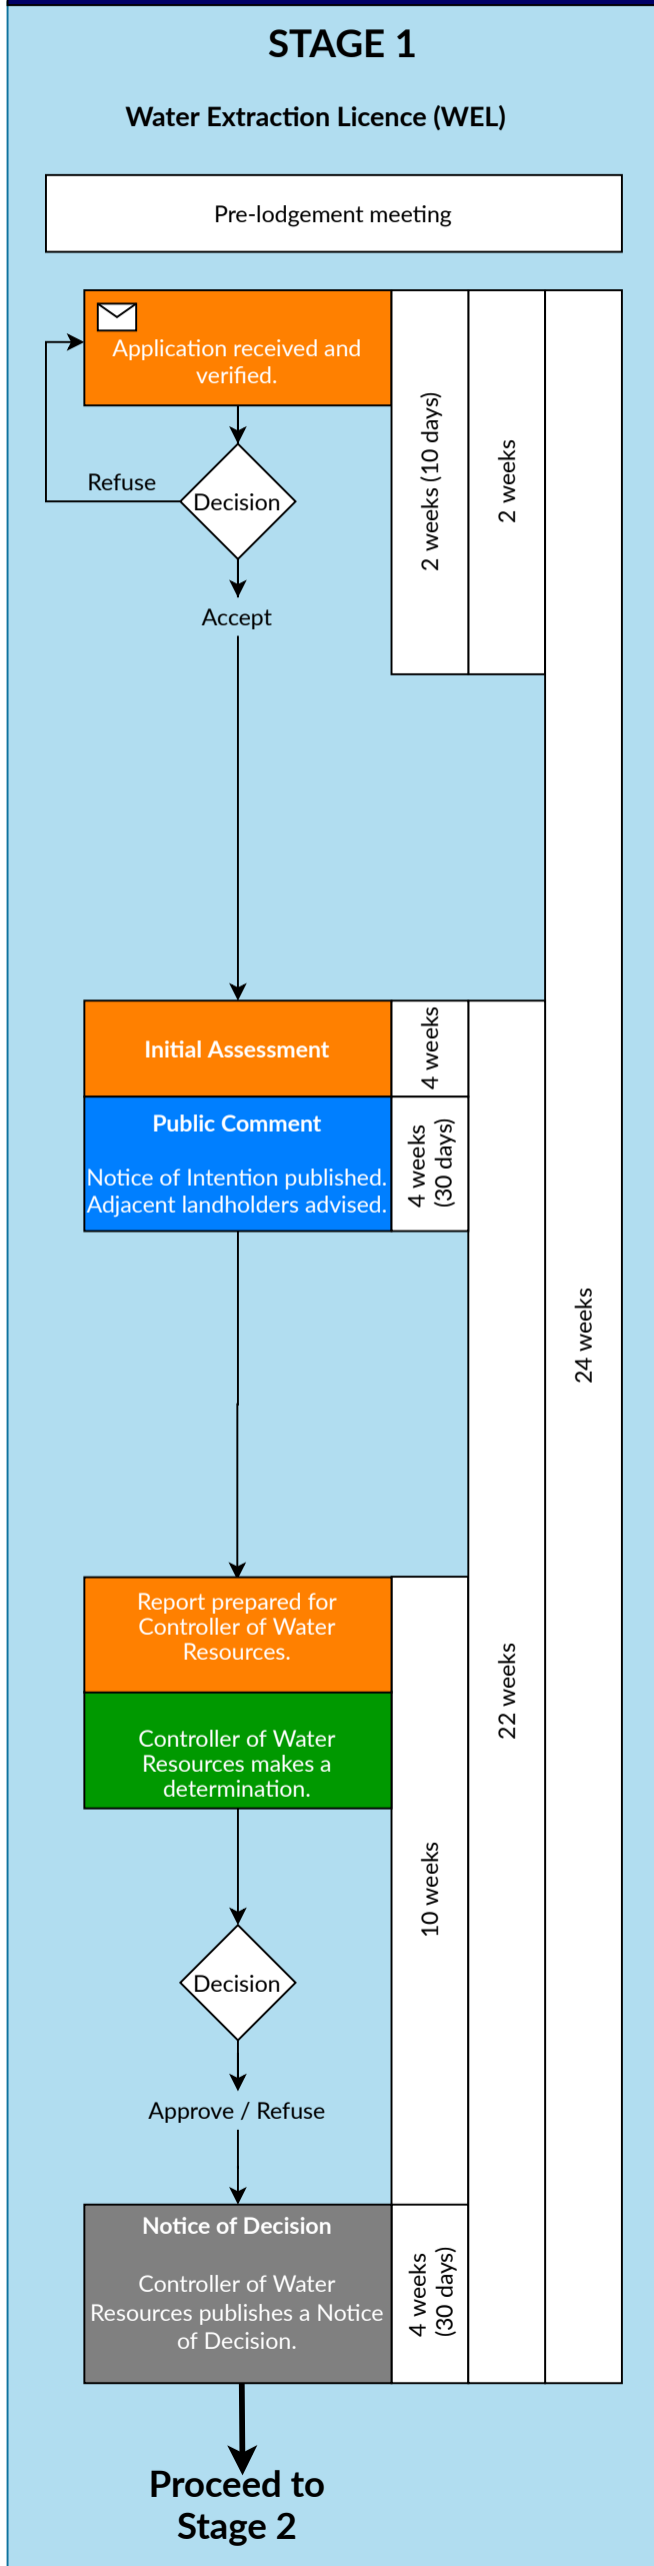 STAGE 1
Water Extraction Licence (WEL)
Pre-lodgement meeting
Application received and
verified.
2 weeks (10 days)
2 weeks
Refuse
Decision
Accept
Initial Assessment
4 weeks
Public Comment
Notice of Intention published.
Adjacent landholders advised.
4 weeks
(30 days)
24 weeks
Report prepared for
Controller of Water
Resources.
22 weeks
Controller of Water
Resources makes a
determination.
10 weeks
Decision
Approve / Refuse
Notice of Decision
Controller of Water
Resources publishes a Notice
of Decision.
4 weeks
(30 days)
Proceed to
Stage 2